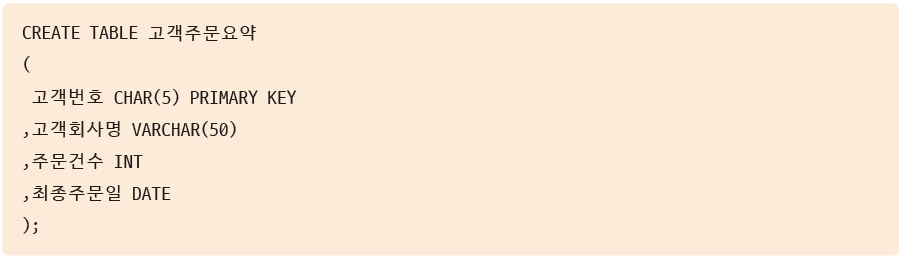 CREATE TABLE 고객주문요약
(
고객번호 CHAR(5) PRIMARY KEY
,고객회사명 VARCHAR(50)
,주문건수 INT
,최종주문일 DATE
);